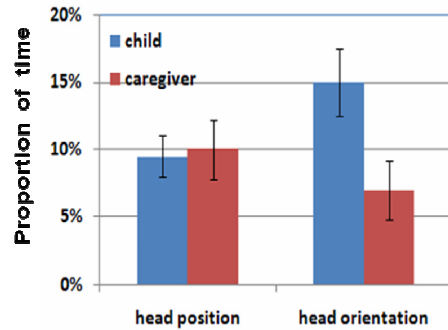 Proportion of time
20%
15%
10%
5%
0%
child
caregiver
head position
head orientation